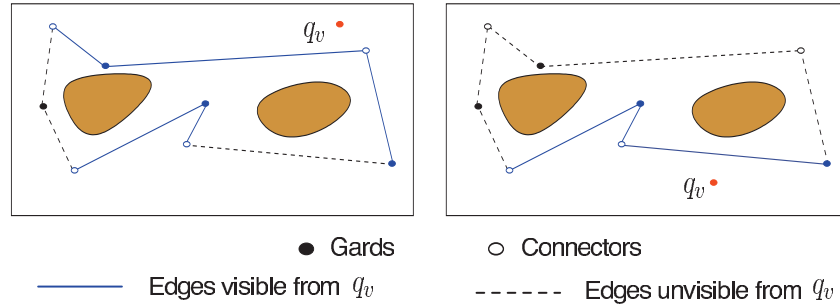 q_v
q_v
Gards Connectors
Edges visible from q_v Edges unvisible from q_v